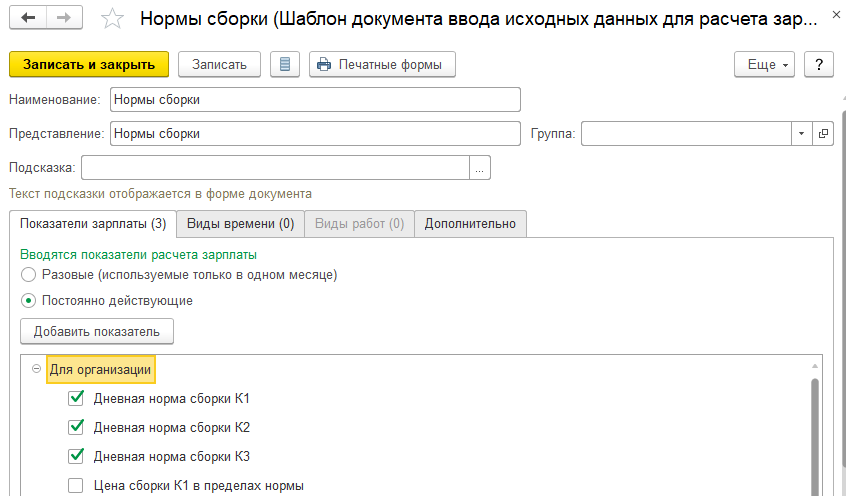 Нормы сборки (Шаблон документа ввода исходных данных для расчета зар...
Записать и закрыть Записать Печатные формы Еще ?
Наименование: Нормы сборки
Представление: Нормы сборки Группа:
Подсказка: ...
Текст подсказки отображается в форме документа
Показатели зарплаты (3) Виды времени (0) Виды работ (0) Дополнительно
Вводятся показатели расчета зарплаты
Разовые (используемые только в одном месяце)
Постоянно действующие
Добавить показатель
Для организации
Дневная норма сборки К1
Дневная норма сборки К2
Дневная норма сборки К3
Цена сборки К1 в пределах нормы